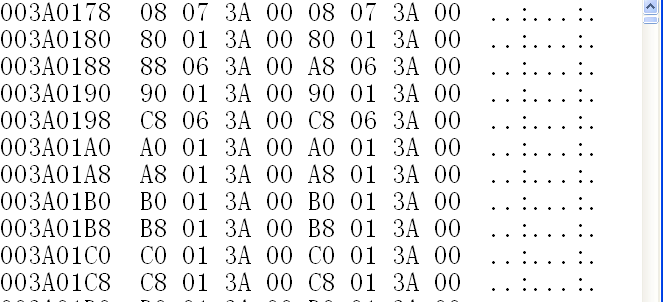 003A0178 08 07 3A 00 08 07 3A 00 ..:...:.
003A0180 80 01 3A 00 80 01 3A 00 ..:...:.
003A0188 88 06 3A 00 A8 06 3A 00 ..:...:.
003A0190 90 01 3A 00 90 01 3A 00 ..:...:.
003A0198 C8 06 3A 00 C8 06 3A 00 ..:...:.
003A01A0 A0 01 3A 00 A0 01 3A 00 ..:...:.
003A01A8 A8 01 3A 00 A8 01 3A 00 ..:...:.
003A01B0 B0 01 3A 00 B0 01 3A 00 ..:...:.
003A01B8 B8 01 3A 00 B8 01 3A 00 ..:...:.
003A01C0 C0 01 3A 00 C0 01 3A 00 ..:...:.
003A01C8 C8 01 3A 00 C8 01 3A 00 ..:...:.